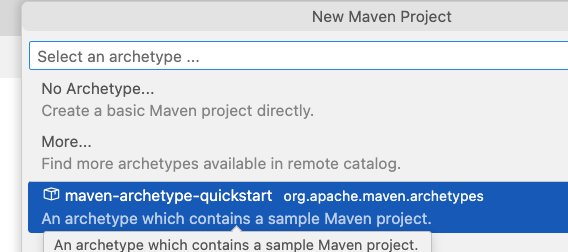 New Maven Project
Select an archetype ...
No Archetype...
Create a basic Maven project directly.
More...
Find more archetypes available in remote catalog.
maven-archetype-quickstart org.apache.maven.archetypes
An archetype which contains a sample Maven project.
An archetype which contains a sample Maven project.